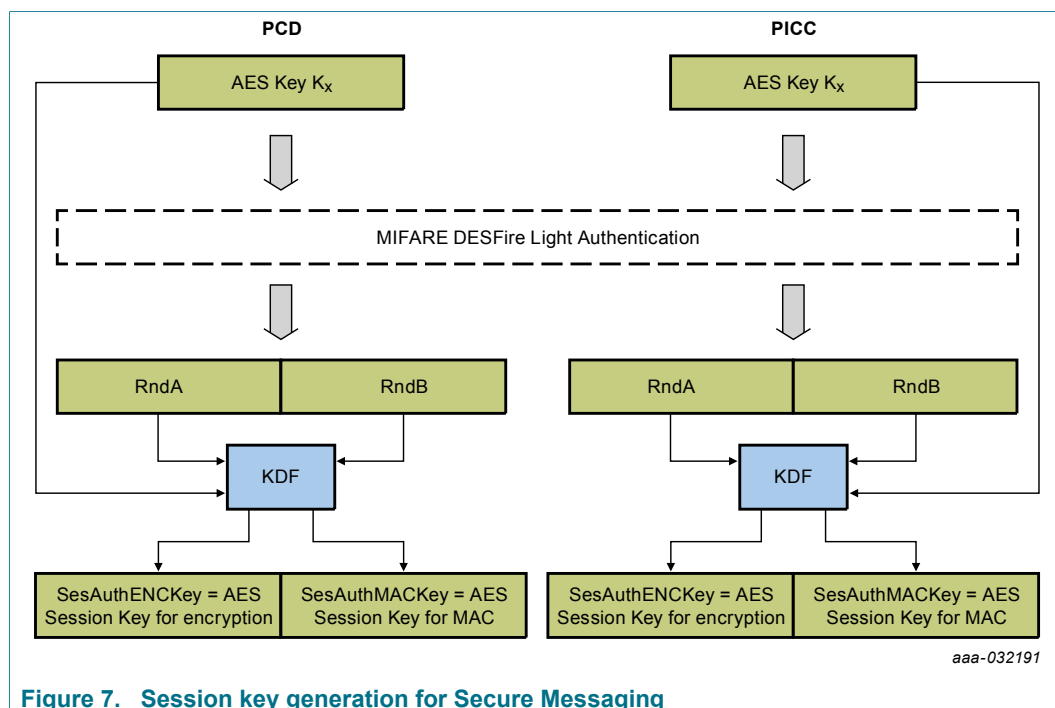 PCD
PICC
AES Key Kx
AES Key Kx
MIFARE DESFire Light Authentication
RndA
RndB
RndA
RndB
KDF
KDF
SesAuthENCKey = AES
Session Key for encryption
SesAuthMACKey = AES
Session Key for MAC
SesAuthENCKey = AES
Session Key for encryption
SesAuthMACKey = AES
Session Key for MAC
aaa-032191
Figure 7. Session key generation for Secure Messaging